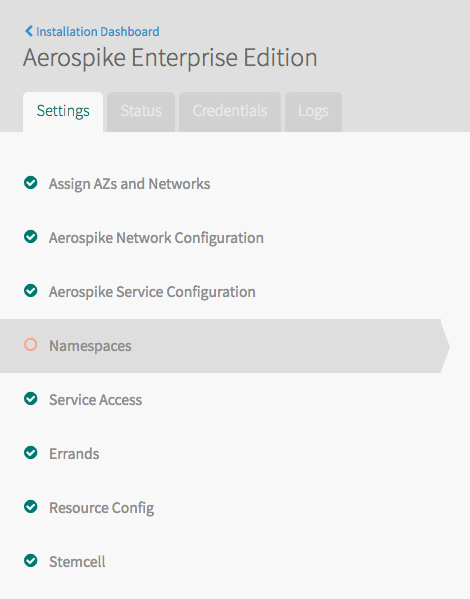 Installation Dashboard
Aerospike Enterprise Edition
Settings Status Credentials Logs
Assign AZs and Networks
Aerospike Network Configuration
Aerospike Service Configuration
Namespaces
Service Access
Errands
Resource Config
Stemcell